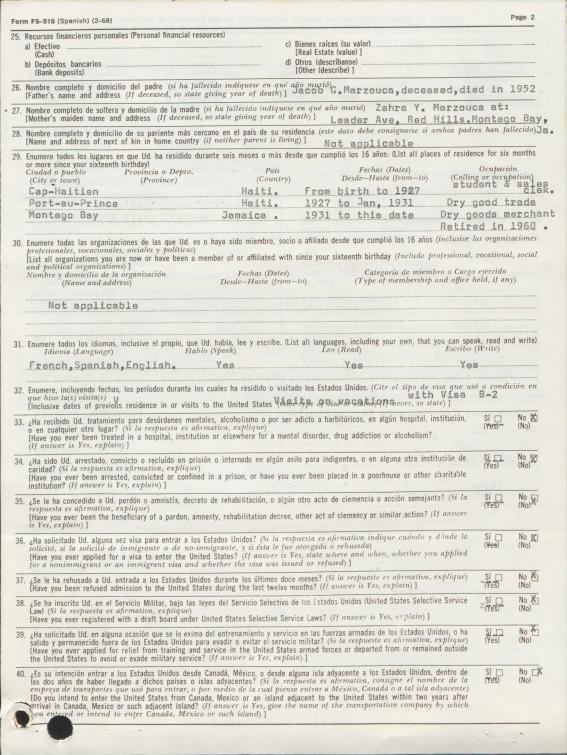 Form FS-510 (Spanish) (2-68)
Page 2
25. Recursos financieros personales (Personal financial resources)
a) Efectivo
(Cash)
c) Bienes raíces (su valor)
[Real Estate (value) ]
b) Depósitos bancarios
(Bank deposits)
d) Otros (descríbanse)
[Other (describe) ]
26. Nombre completo y domicilio del padre (si ha fallecido indíquese en qué año murió)
[Father's name and address (If deceased, so state giving year of death) ] Jacob G.Marzouca,deceased,died in 1952
27. Nombre completo de soltera y domicilio de la madre (si ha fallecido indíquese en qué año murió) Zahra Y. Marzouca at:
[Mother's maiden name and address (If deceased, so state giving year of death) ] Leader Ave, Red Hills.Montego Bay,
28. Nombre completo y domicilio de su pariente más cercano en el país de su residencia (este dato debe consignarse si ambos padres han fallecido) Ja.
[Name and address of next of kin in home country (if neither parent is living) ] Not applicable
29. Enumere todos los lugares en que Ud. ha residido durante seis meses o más desde que cumplió los 16 años: (List all places of residence for six months
or more since your sixteenth birthday)
Ciudad o pueblo Provincia o Depto. País Fechas (Dates) Ocupación
(City or town) (Province) (Country) Desde—Hasta (from—to) (Calling or occupation)
student & sales
Cap-Haitien Haiti. From birth to 1927 clek.
Port-au-Prince Haiti. 1927 to Jan, 1931 Dry good trade
Montego Bay Jamaica . 1931 to this date Dry goods merchant
Retired in 1960 .
30. Enumere todas las organizaciones de las que Ud. es o haya sido miembro, socio o afiliado desde que cumplió los 16 años (inclusive las organizaciones
profesionales, vocacionales, sociales y políticas)
[List all organizations you are now or have been a member of or affiliated with since your sixteenth birthday (Include professional, vocational, social
and political organizations) ]
Nombre y domicilio de la organización Fechas (Dates) Categoría de miembro o Cargo ejercido
(Name and address) Desde—Hasta (from—to) (Type of membership and office held, if any)
Not applicable
31. Enumere todos los idiomas, inclusive el propio, que Ud. habla, lee y escribe. (List all languages, including your own, that you can speak, read and write)
Idioma (Language) Hablo (Speak) Leo (Read) Escribo (Write)
French,Spanish,English. Yes Yes Yes
32. Enumere, incluyendo fechas, los períodos durante los cuales ha residido o visitado los Estados Unidos. (Cite el tipo de visa que usó o condición en
que hizo la(s) visita(s) ) with Visa B-2
[Inclusive dates of previous residence in or visits to the United States Visits on vacations never, so state) ]
33. ¿Ha recibido Ud. tratamiento para desórdenes mentales, alcoholismo o por ser adicto a barbitúricos, en algún hospital, institución,
o en cualquier otro lugar? (Si la respuesta es afirmativa, explique)
[Have you ever been treated in a hospital, institution or elsewhere for a mental disorder, drug addiction or alcoholism?
(If answer is Yes, explain) ]
Sí No X
(Yes) (No)
34. ¿Ha sido Ud. arrestado, convicto o recluído en prisión o internado en algún asilo para indigentes, o en alguna otra institución de
caridad? (Si la respuesta es afirmativa, explique)
[Have you ever been arrested, convicted or confined in a prison, or have you ever been placed in a poorhouse or other charitable
institution? (If answer is Yes, explain) ]
Sí No X
(Yes) (No)
35. ¿Se le ha concedido a Ud. perdón o amnistía, decreto de rehabilitación, o algún otro acto de clemencia o acción semejante? (Si la
respuesta es afirmativa, explique)
[Have you ever been the beneficiary of a pardon, amnesty, rehabilitation decree, other act of clemency or similar action? (If answer
is Yes, explain) ]
Sí No X
(Yes) (No)
36. ¿Ha solicitado Ud. alguna vez visa para entrar a los Estados Unidos? (Si la respuesta es afirmativa indique cuándo y dónde la
solicitó, si la solicitó de inmigrante o de no-inmigrante, y si ésta le fue otorgada o rehusada)
[Have you ever applied for a visa to enter the United States? (If answer is Yes, state where and when, whether you applied
for a nonimmigrant or an immigrant visa and whether the visa was issued or refused) ]
Sí No X
(Yes) (No)
37. ¿Se le ha rehusado a Ud. entrada a los Estados Unidos durante los últimos doce meses? (Si la respuesta es afirmativa, explique)
[Have you been refused admission to the United States during the last twelve months? (If answer is Yes, explain) ]
Sí No X
(Yes) (No)
38. ¿Se ha inscrito Ud. en el Servicio Militar, bajo las leyes del Servicio Selectivo de los Estados Unidos (United States Selective Service
Law) (Si la respuesta es afirmativa, explique)
[Have you ever registered with a draft board under United States Selective Service Laws? (If answer is Yes, explain) ]
Sí No X
(Yes) (No)
39. ¿Ha solicitado Ud. en alguna ocasión que se le exima del entrenamiento y servicio en las fuerzas armadas de los Estados Unidos, o ha
salido y permanecido fuera de los Estados Unidos para evadir o evitar el servicio militar? (Si la respuesta es afirmativa, explique)
[Have you ever applied for relief from training and service in the United States armed forces or departed from or remained outside
the United States to avoid or evade military service? (If answer is Yes, explain) ]
Sí No X
(Yes) (No)
40. ¿Es su intención entrar a los Estados Unidos desde Canadá, México, o desde alguna isla adyacente a los Estados Unidos, dentro de
los dos años de haber llegado a dichos países o islas adyacentes? (Si la respuesta es afirmativa, consigne el nombre de la
empresa de transportes que usó para entrar, o por medio de la cual piensa entrar a México, Canadá o a tal isla adyacente)
[Do you intend to enter the United States from Canada, Mexico or an island adjacent to the United States within two years after
arrival in Canada, Mexico or such adjacent island? (If answer is Yes, give the name of the transportation company by which
you entered or intend to enter Canada, Mexico or such island) ]
Sí No X
(Yes) (No)